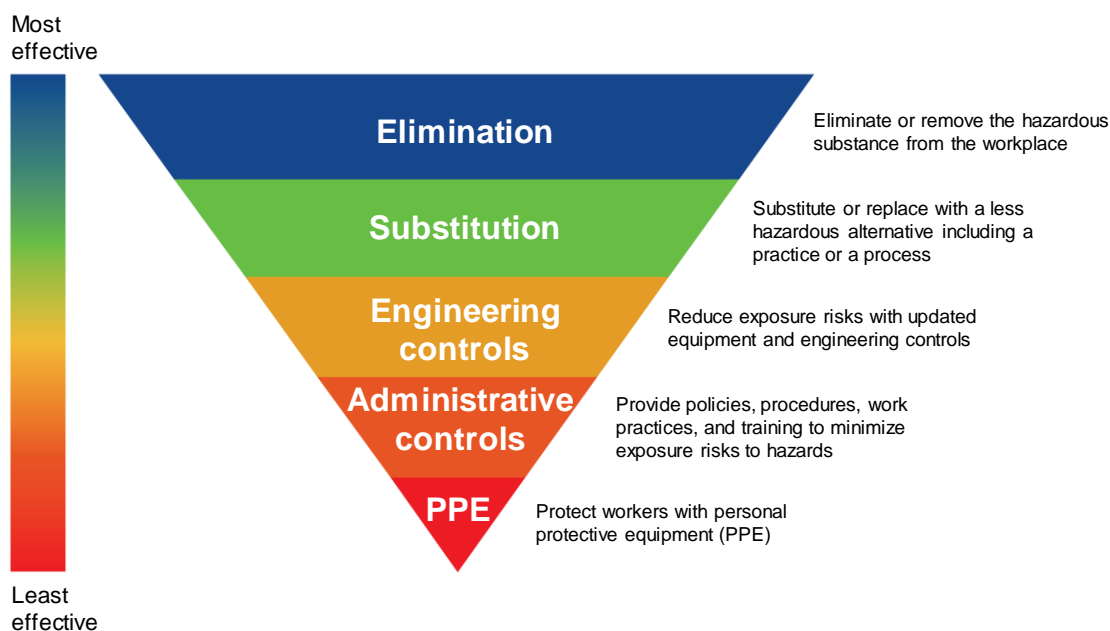 Most
effective
Elimination
Eliminate or remove the hazardous
substance from the workplace
Substitution
Substitute or replace with a less
hazardous alternative including a
practice or a process
Engineering
controls
Reduce exposure risks with updated
equipment and engineering controls
Administrative
controls
Provide policies, procedures, work
practices, and training to minimize
exposure risks to hazards
PPE
Protect workers with personal
protective equipment (PPE)
Least
effective